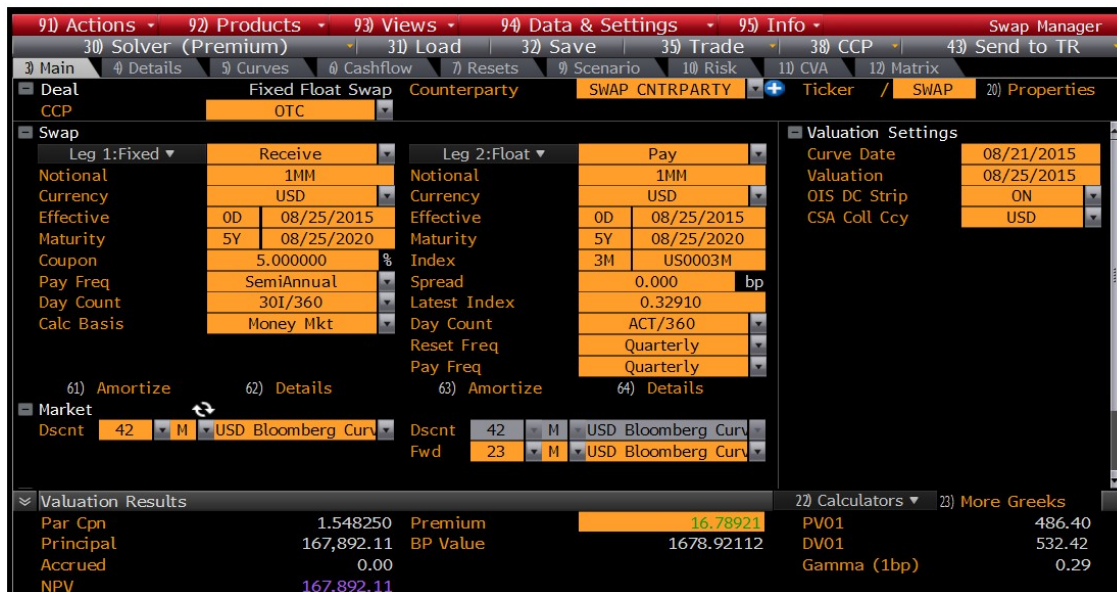 91) Actions 92) Products 93) Views 94) Data & Settings 95) Info Swap Manager
30) Solver (Premium) 31) Load 32) Save 35) Trade 38) CCP 43) Send to TR
3) Main 4) Details 5) Curves 6) Cashflow 7) Resets 9) Scenario 10) Risk 11) CVA 12) Matrix
Deal Fixed Float Swap Counterparty SWAP CNTRPARTY Ticker / SWAP 20) Properties
CCP OTC
Swap Valuation Settings
Leg 1:Fixed Receive Leg 2:Float Pay Curve Date 08/21/2015
Notional 1MM Notional 1MM Valuation 08/25/2015
Currency USD Currency USD OIS DC Strip ON
Effective 0D 08/25/2015 Effective 0D 08/25/2015 CSA Coll Ccy USD
Maturity 5Y 08/25/2020 Maturity 5Y 08/25/2020
Coupon 5.000000 % Index 3M US0003M
Pay Freq SemiAnnual Spread 0.000 bp
Day Count 30I/360 Latest Index 0.32910
Calc Basis Money Mkt Day Count ACT/360
Reset Freq Quarterly
Pay Freq Quarterly
61) Amortize 62) Details 63) Amortize 64) Details
Market
Dscnt 42 M USD Bloomberg Curv Dscnt 42 M USD Bloomberg Curv
Fwd 23 M USD Bloomberg Curv
Valuation Results 22) Calculators 23) More Greeks
Par Cpn 1.548250 Premium 16.78921 PV01 486.40
Principal 167,892.11 BP Value 1678.92112 DV01 532.42
Accrued 0.00 Gamma (1bp) 0.29
NPV 167,892.11